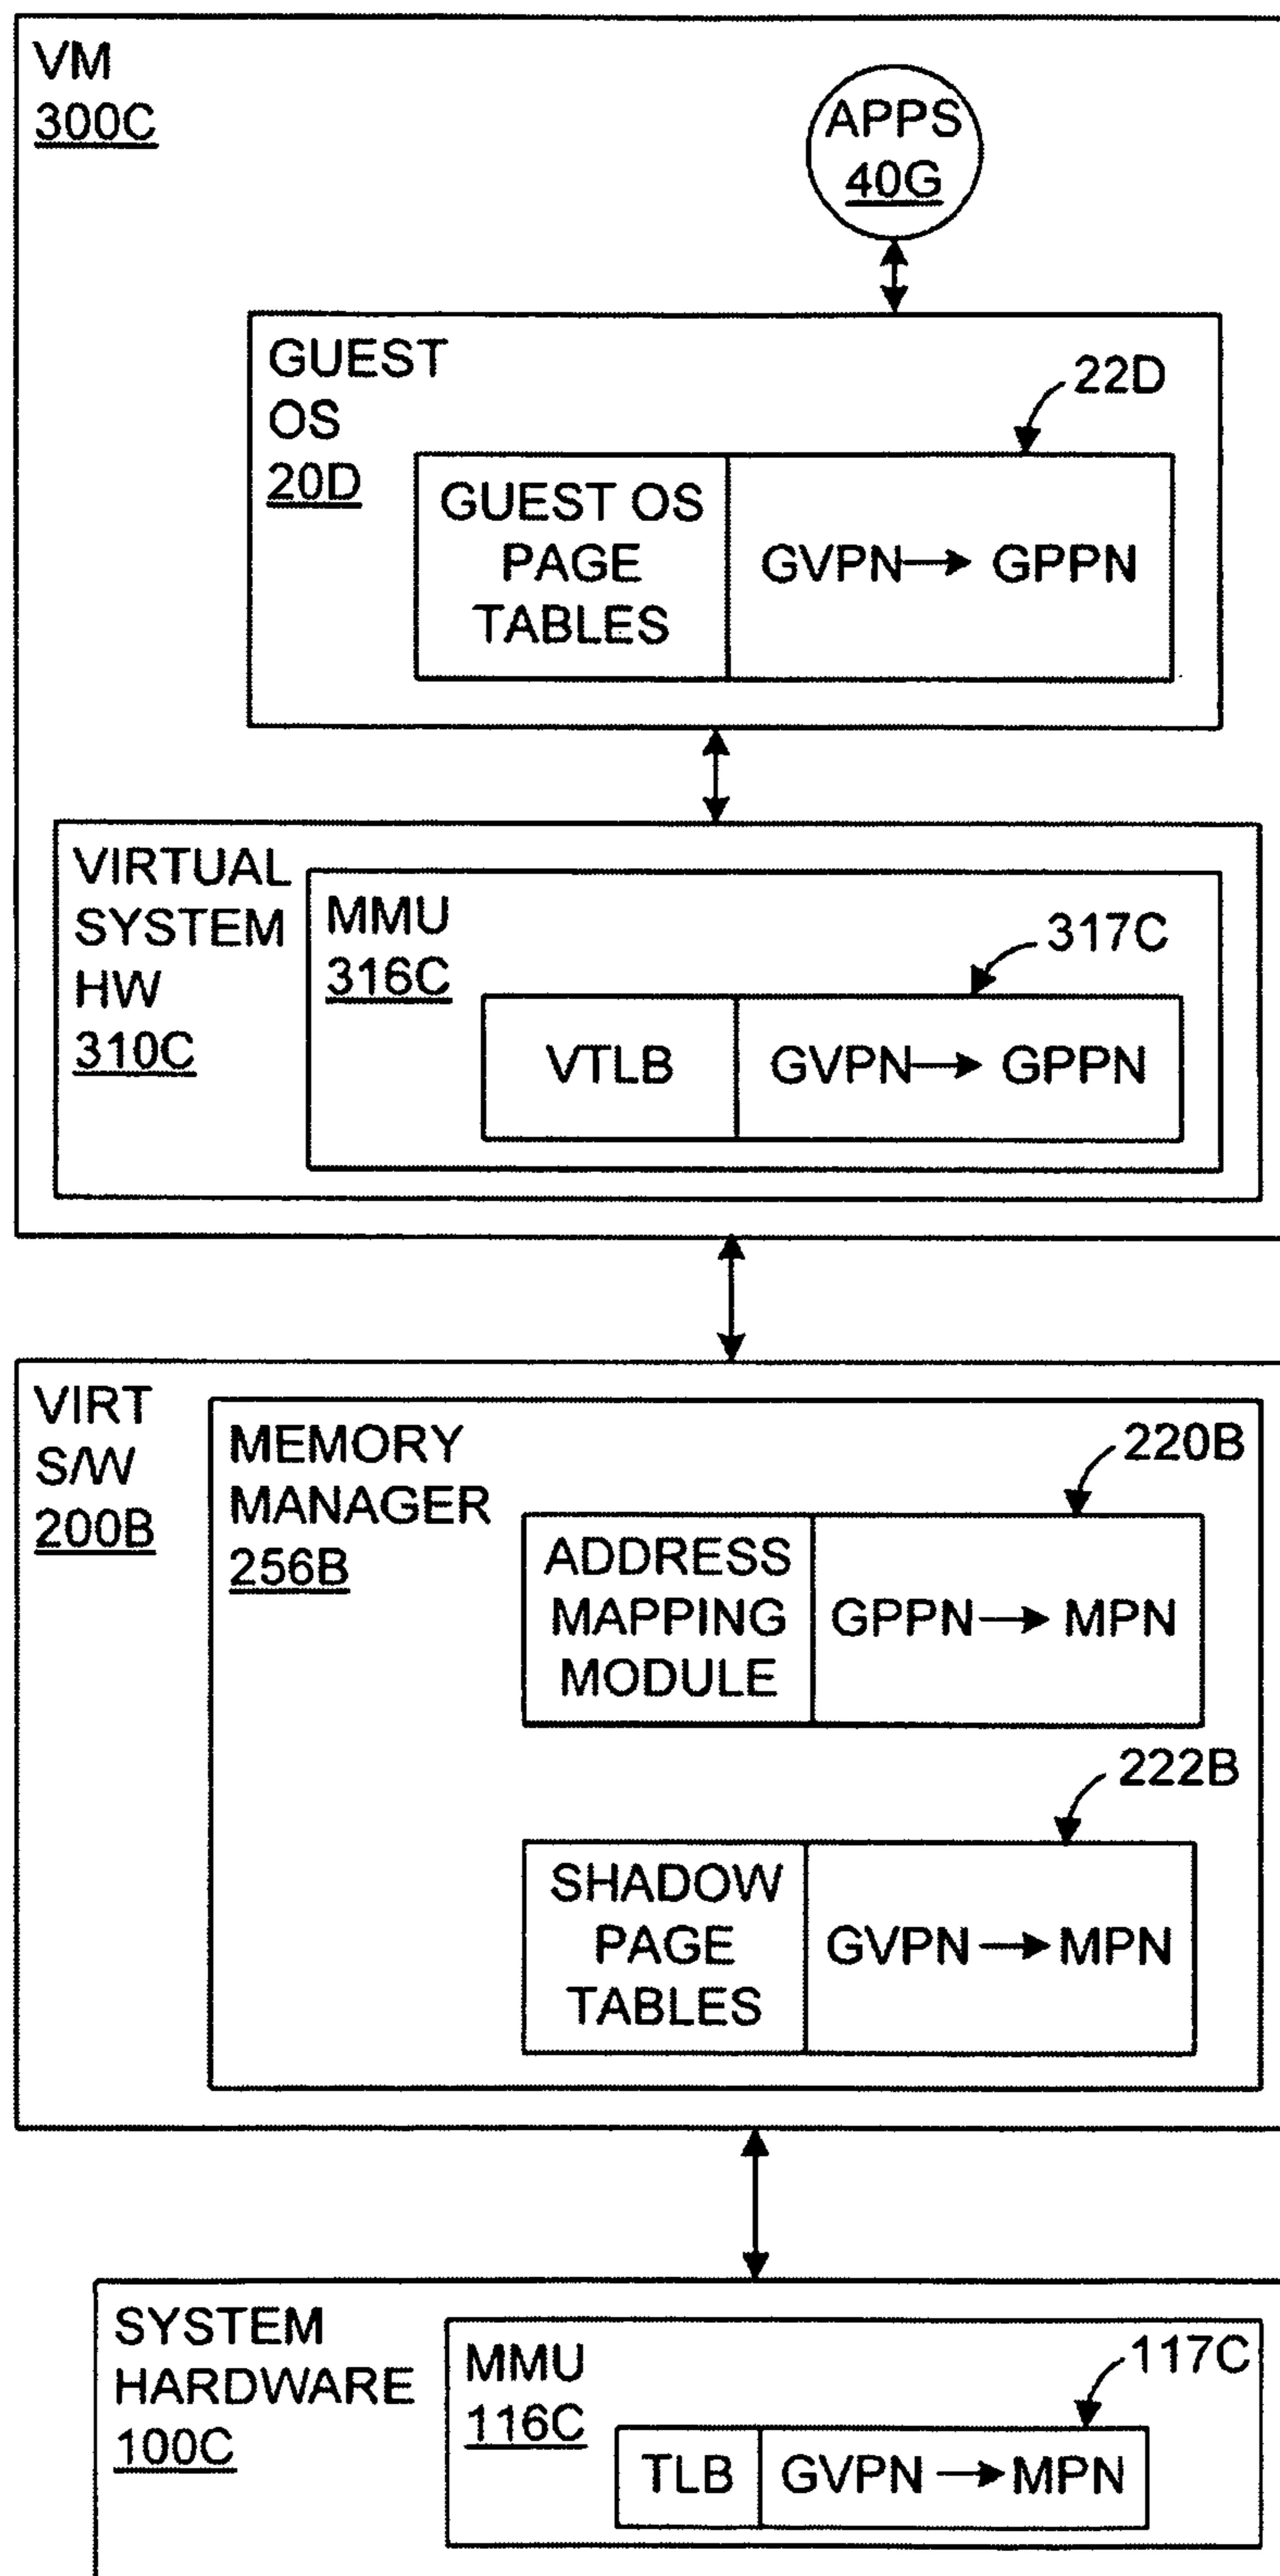 VM
300C
APPS
40G
GUEST
OS
20D
22D
GUEST OS
PAGE
TABLES
GVPN → GPPN
VIRTUAL
SYSTEM
HW
310C
MMU
316C
317C
VTLB
GVPN → GPPN
VIRT
S/W
200B
MEMORY
MANAGER
256B
220B
ADDRESS
MAPPING
MODULE
GPPN → MPN
222B
SHADOW
PAGE
TABLES
GVPN → MPN
SYSTEM
HARDWARE
100C
MMU
116C
117C
TLB
GVPN → MPN